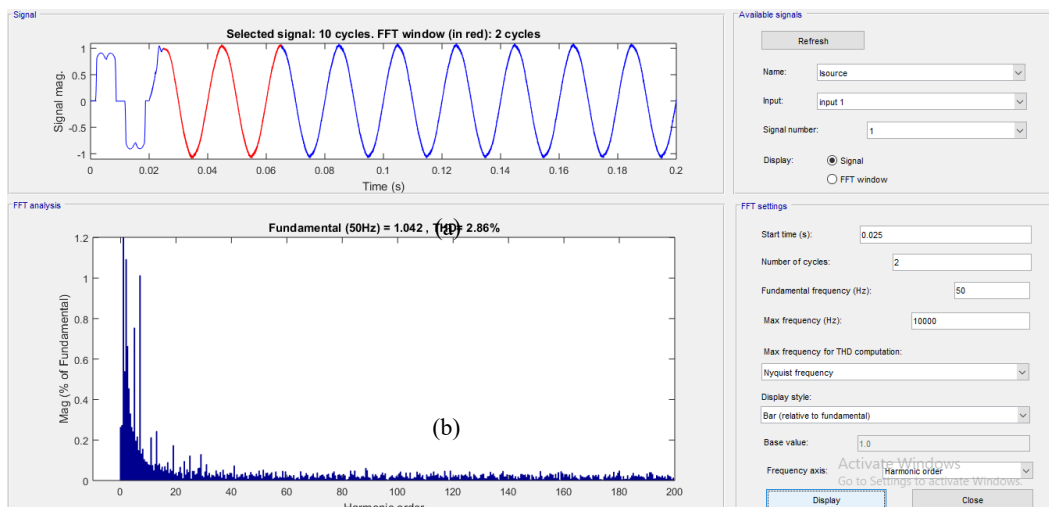 Signal
Selected signal: 10 cycles. FFT window (in red): 2 cycles
Signal mag.
1
0.5
0
-0.5
-1
0 0.02 0.04 0.06 0.08 0.1 0.12 0.14 0.16 0.18 0.2
Time (s)
Available signals
Refresh
Name: Isource
Input: input 1
Signal number: 1
Display: Signal
FFT window
FFT analysis
(a)
Fundamental (50Hz) = 1.042 , THD= 2.86%
Mag (% of Fundamental)
1.2
1
0.8
0.6
0.4
0.2
0
(b)
0 20 40 60 80 100 120 140 160 180 200
Harmonic order
FFT settings
Start time (s): 0.025
Number of cycles: 2
Fundamental frequency (Hz): 50
Max frequency (Hz): 10000
Max frequency for THD computation:
Nyquist frequency
Display style:
Bar (relative to fundamental)
Base value: 1.0
Activate Windows
Frequency axis: Harmonic order
Go to Settings to activate Windows.
Display Close